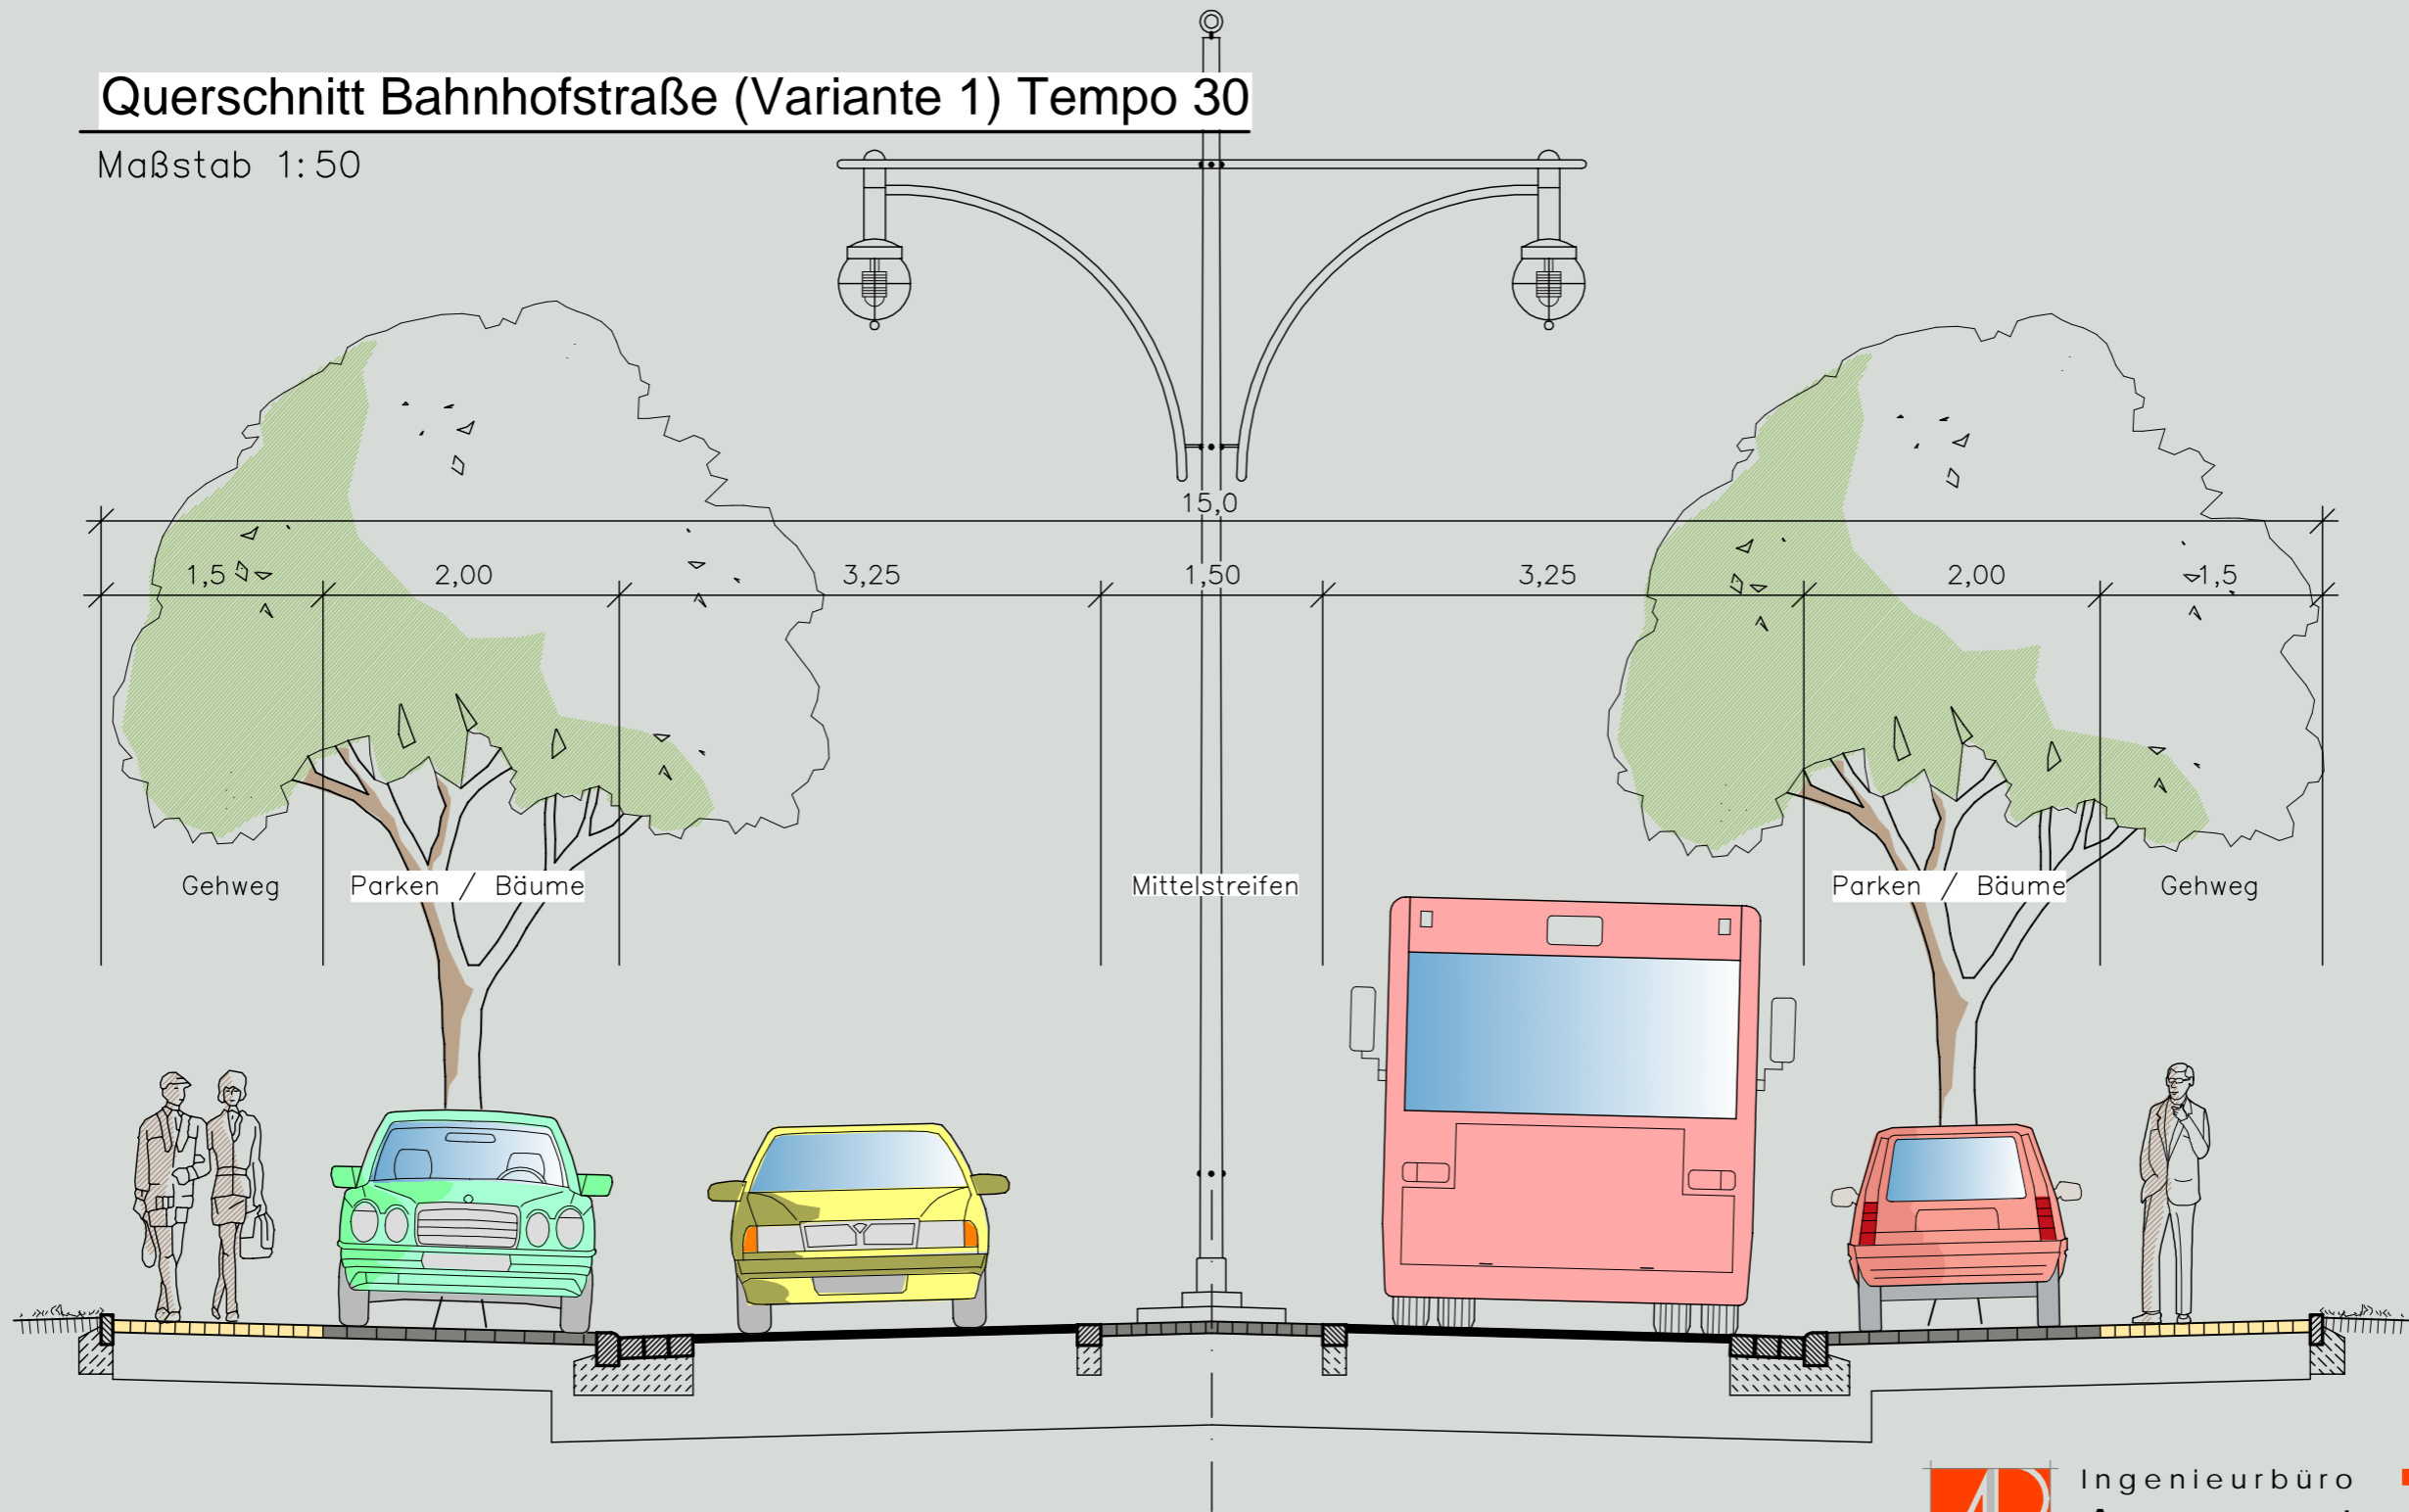 Querschnitt Bahnhofstraße (Variante 1) Tempo 30
Maßstab 1:50
15,0
1,5 2,00 3,25 1,50 3,25 2,00 1,5
Gehweg Parken / Bäume Mittelstreifen Parken / Bäume Gehweg
Ingenieurbüro